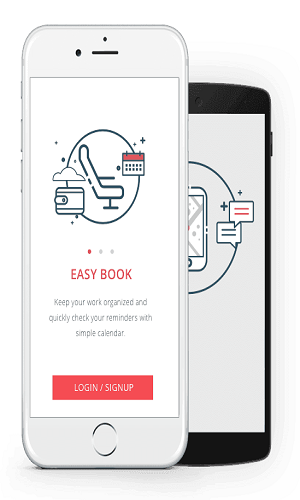 EASY BOOK
Keep your work organized and
quickly check your reminders with
simple calendar.
LOGIN / SIGNUP